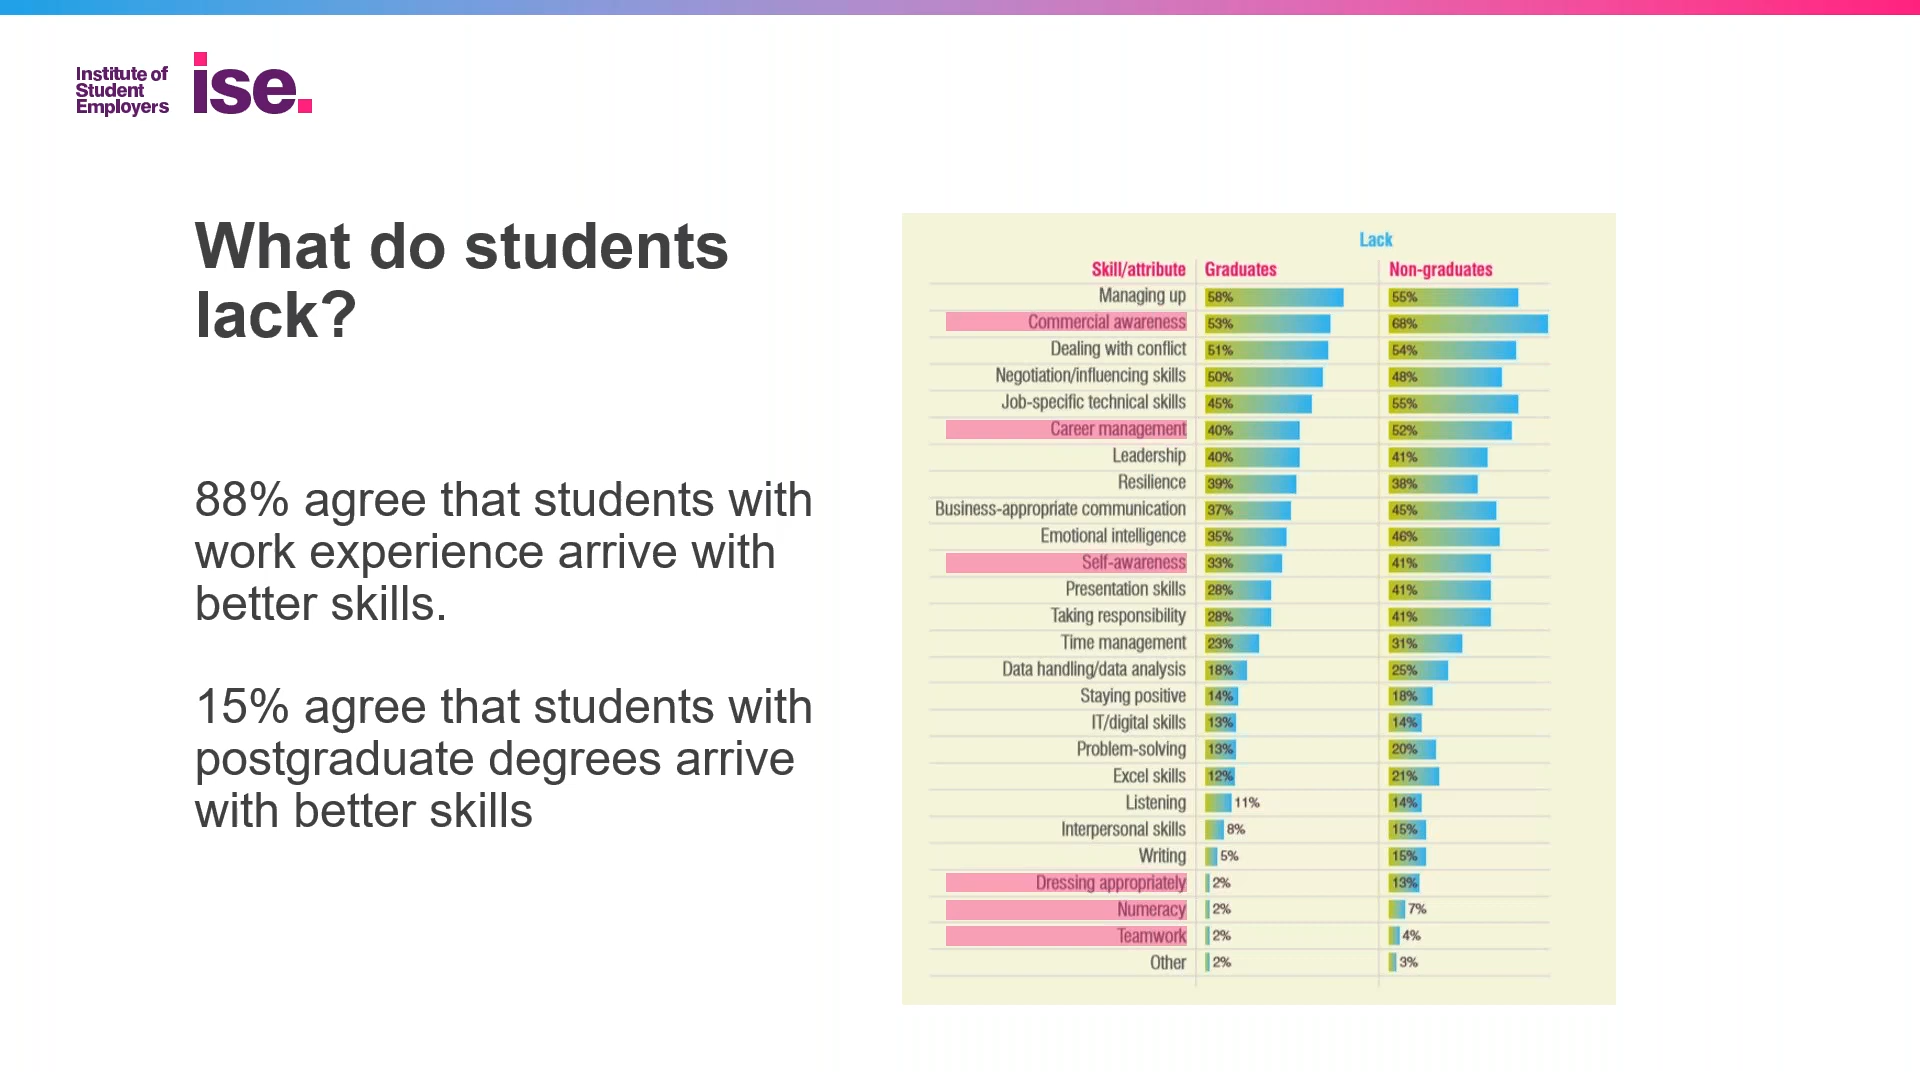 Institute of
Student
Employers
ise.
What do students
lack?
88% agree that students with
work experience arrive with
better skills.
15% agree that students with
postgraduate degrees arrive
with better skills
Lack
Skill/attribute Graduates Non-graduates
Managing up 58% 55%
Commercial awareness 53% 68%
Dealing with conflict 51% 54%
Negotiation/influencing skills 50% 48%
Job-specific technical skills 45% 55%
Career management 40% 52%
Leadership 40% 41%
Resilience 39% 38%
Business-appropriate communication 37% 45%
Emotional intelligence 35% 46%
Self-awareness 33% 41%
Presentation skills 28% 41%
Taking responsibility 28% 41%
Time management 23% 31%
Data handling/data analysis 18% 25%
Staying positive 14% 18%
IT/digital skills 13% 14%
Problem-solving 13% 20%
Excel skills 12% 21%
Listening 11% 14%
Interpersonal skills 8% 15%
Writing 5% 15%
Dressing appropriately 2% 13%
Numeracy 2% 7%
Teamwork 2% 4%
Other 2% 3%